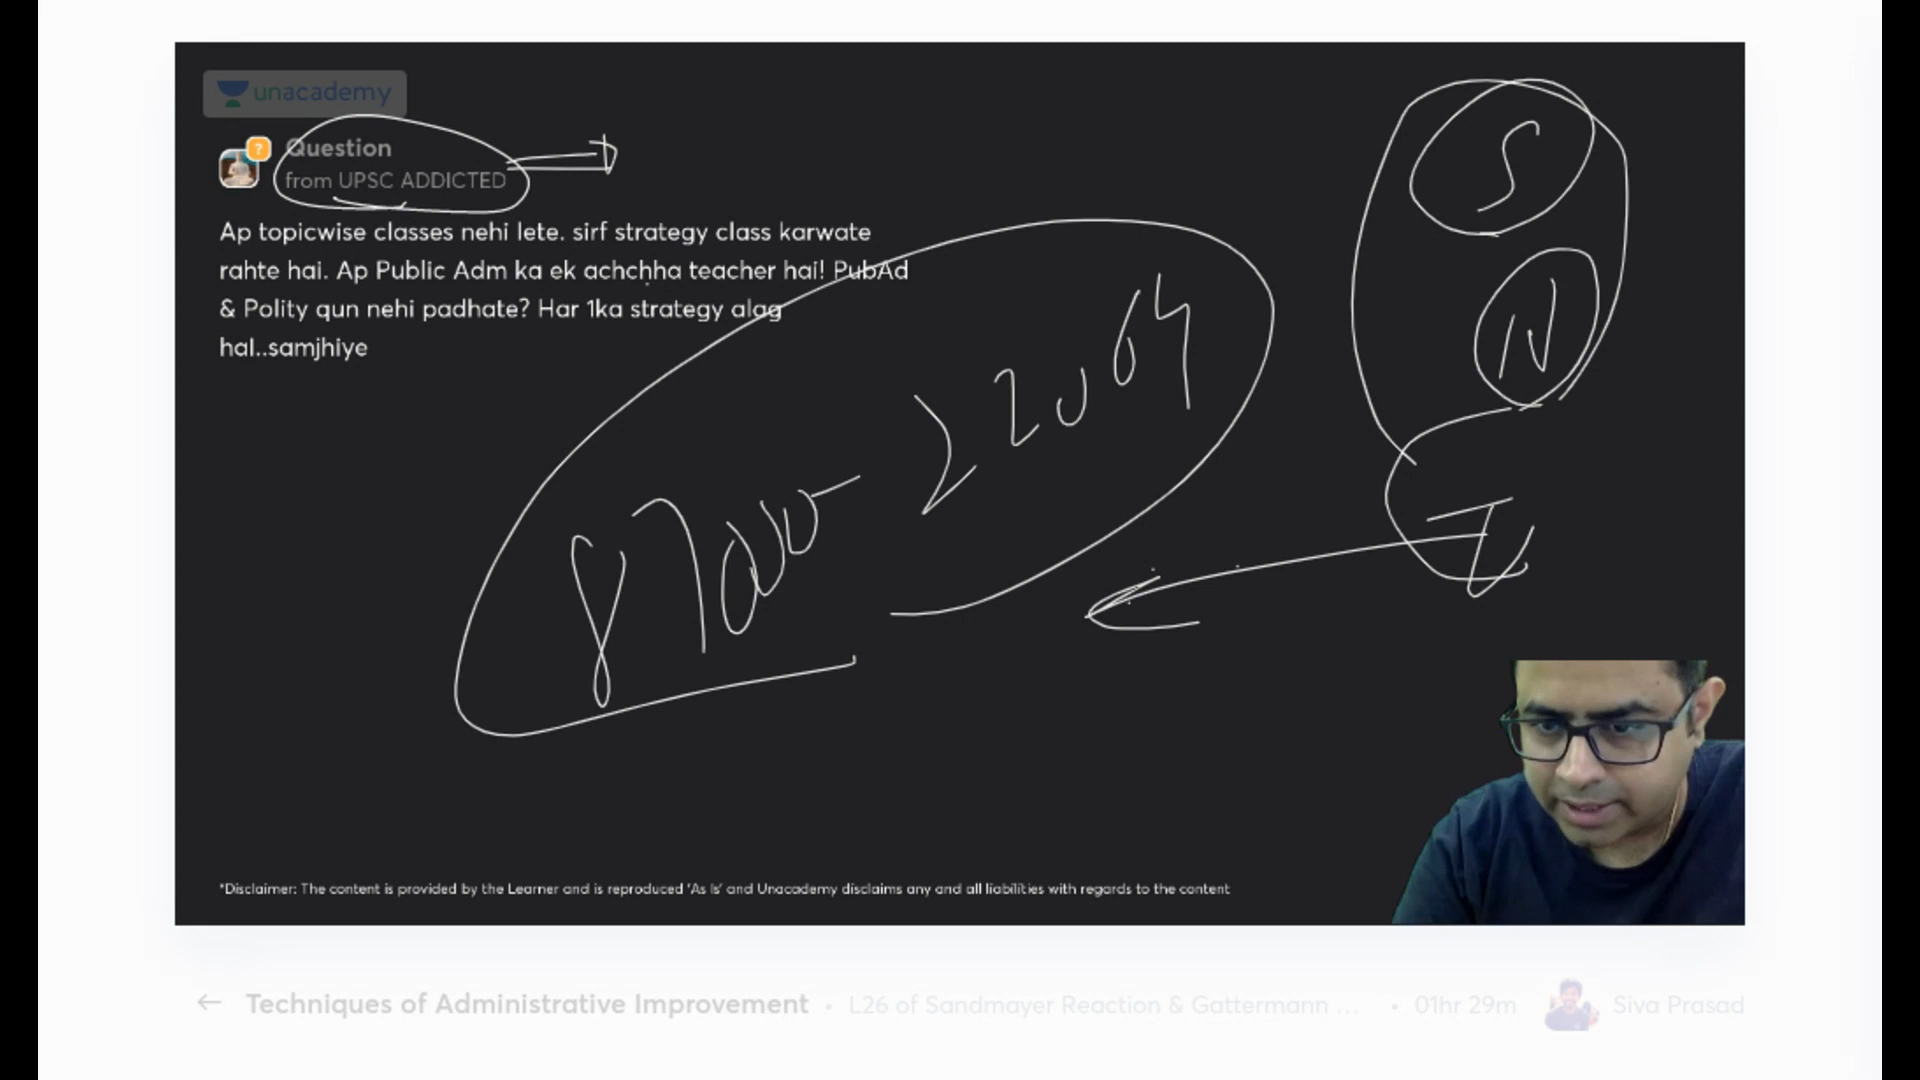 unacademy
?
Question
from UPSC ADDICTED
Ap topicwise classes nehi lete. sirf strategy class karwate
rahte hai. Ap Public Adm ka ek achchha teacher hai! PubAd
& Polity qun nehi padhate? Har 1ka strategy alag
hal..samjhiye
S
N
*Disclaimer: The content is provided by the Learner and is reproduced 'As Is' and Unacademy disclaims any and all liabilities with regards to the content
← Techniques of Administrative Improvement • L26 of Sandmayer Reaction & Gattermann ... • 01hr 29m Siva Prasad